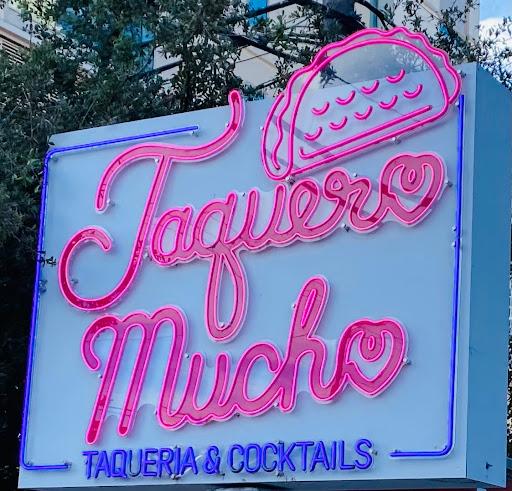 Taquero
Mucho
TAQUERIA & COCKTAILS